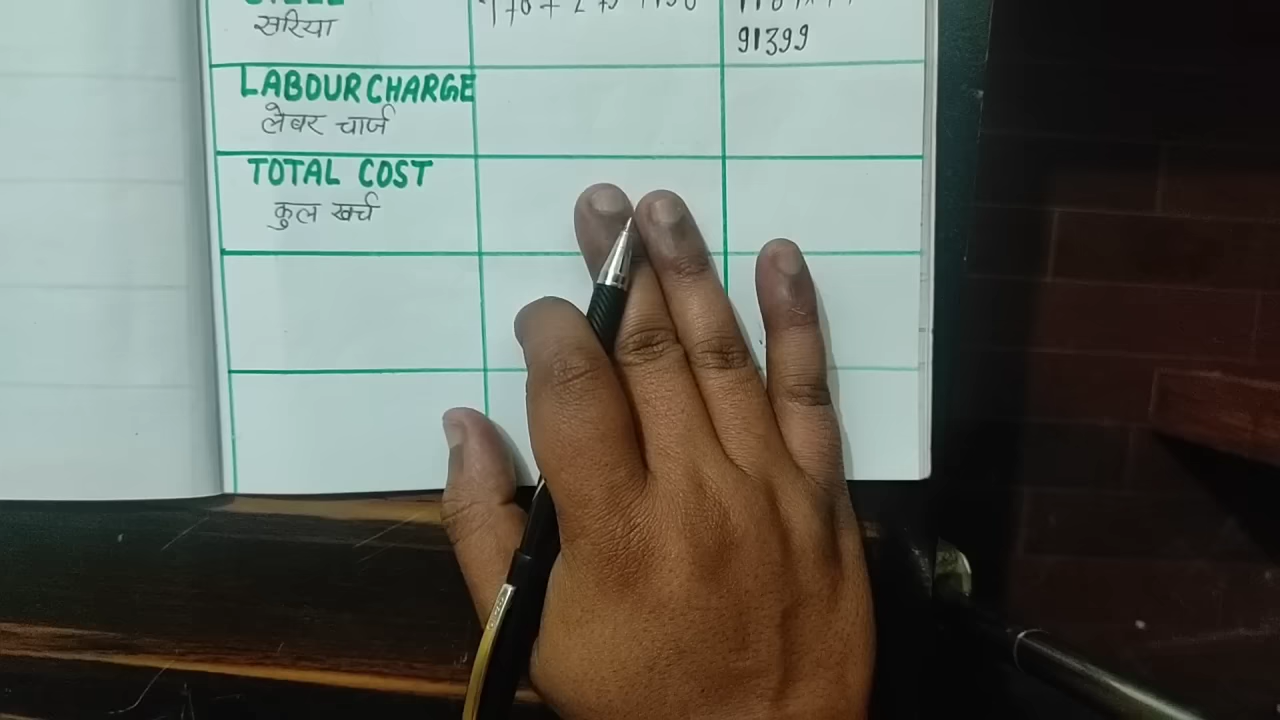 सरिया
91399
LABOUR CHARGE
लेबर चार्ज
TOTAL COST
कुल खर्च